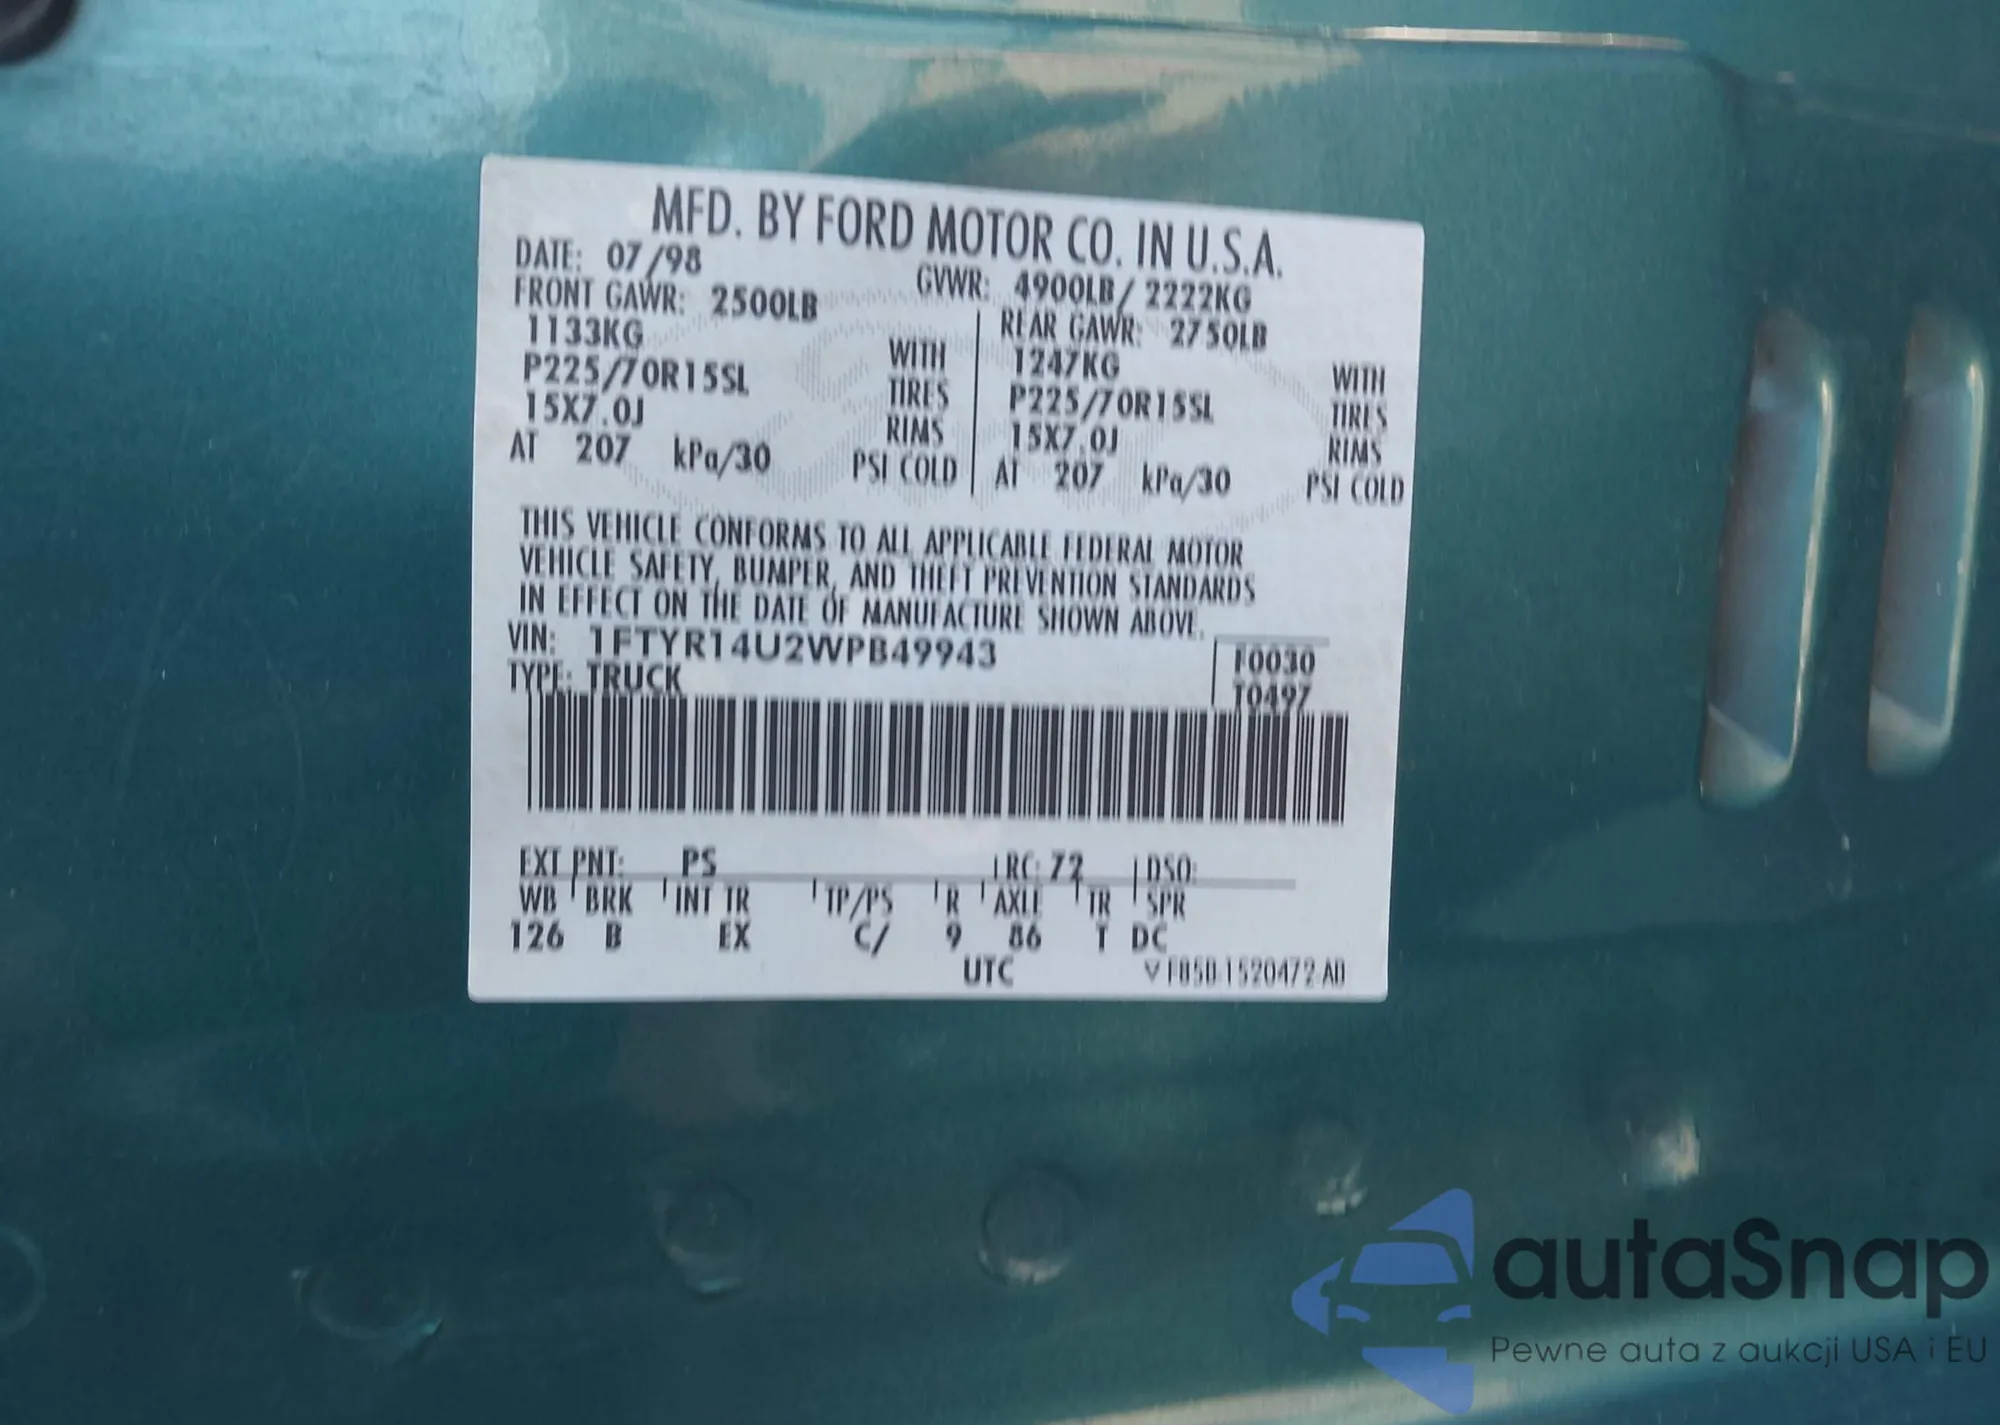 MFD. BY FORD MOTOR CO. IN U.S.A.
DATE: 07/98 GVWR: 4900LB/ 2222KG
FRONT GAWR: 2500LB REAR GAWR: 2750LB
1133KG WITH 1247KG WITH
P225/70R15SL TIRES P225/70R15SL TIRES
15X7.0J RIMS 15X7.0J RIMS
AT 207 kPa/30 PSI COLD AT 207 kPa/30 PSI COLD
THIS VEHICLE CONFORMS TO ALL APPLICABLE FEDERAL MOTOR
VEHICLE SAFETY, BUMPER, AND THEFT PREVENTION STANDARDS
IN EFFECT ON THE DATE OF MANUFACTURE SHOWN ABOVE.
VIN: 1FTYR14U2WPB49943 F0030
TYPE: TRUCK T0497
EXT PNT: PS RC: 72 DSO:
WB BRK INT TR TP/PS R AXLE TR SPR
126 B EX C/ 9 86 T DC
UTC F85B-1520472-AB
autaSnap
Pewne auta z aukcji USA i EU